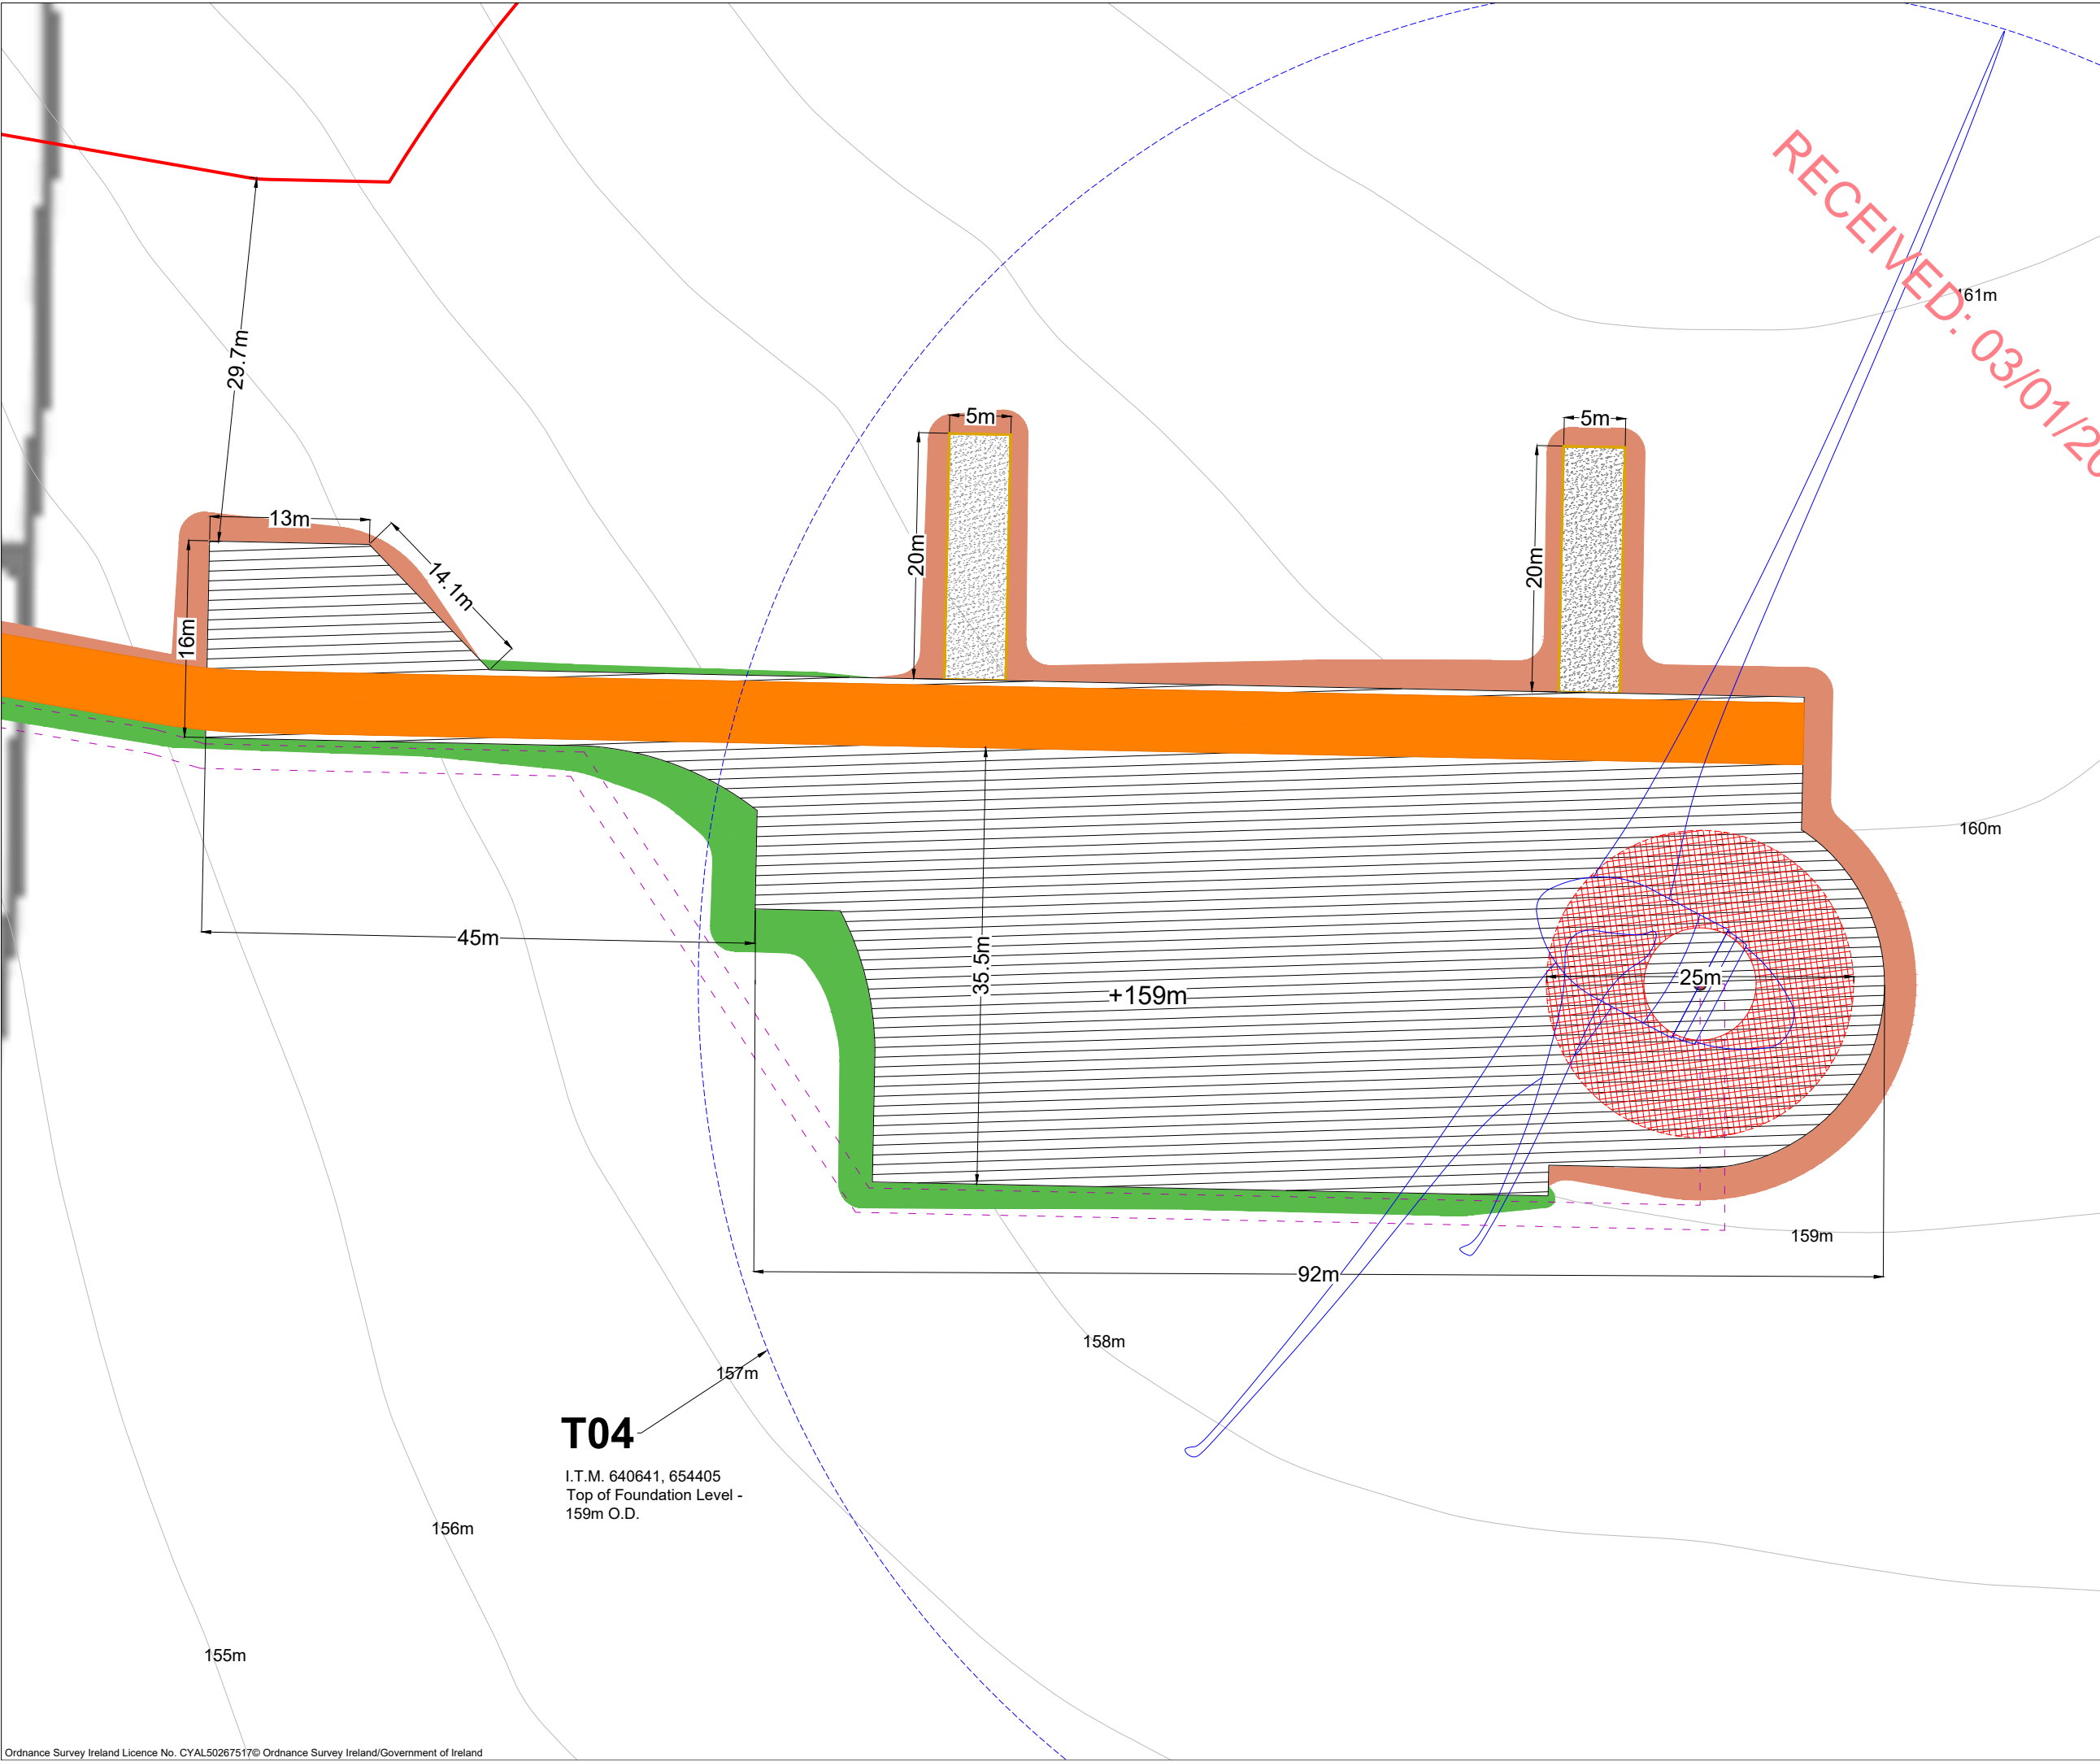 RECEIVED: 03/01/20
161m
29.7m
5m
5m
13m
14.1m
20m
20m
16m
160m
45m
35.5m
+159m
25m
159m
92m
158m
157m
T04
I.T.M. 640641, 654405
Top of Foundation Level -
159m O.D.
156m
155m
Ordnance Survey Ireland Licence No. CYAL50267517© Ordnance Survey Ireland/Government of Ireland